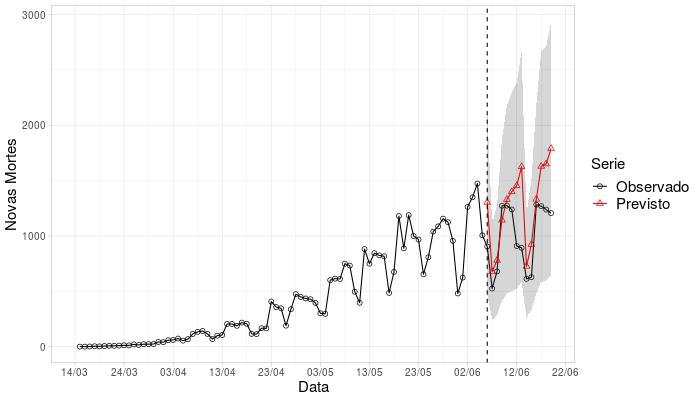 3000
2000
1000
0
Novas Mortes
14/03 24/03 03/04 13/04 23/04 03/05 13/05 23/05 02/06 12/06 22/06
Data
Serie
Observado
Previsto